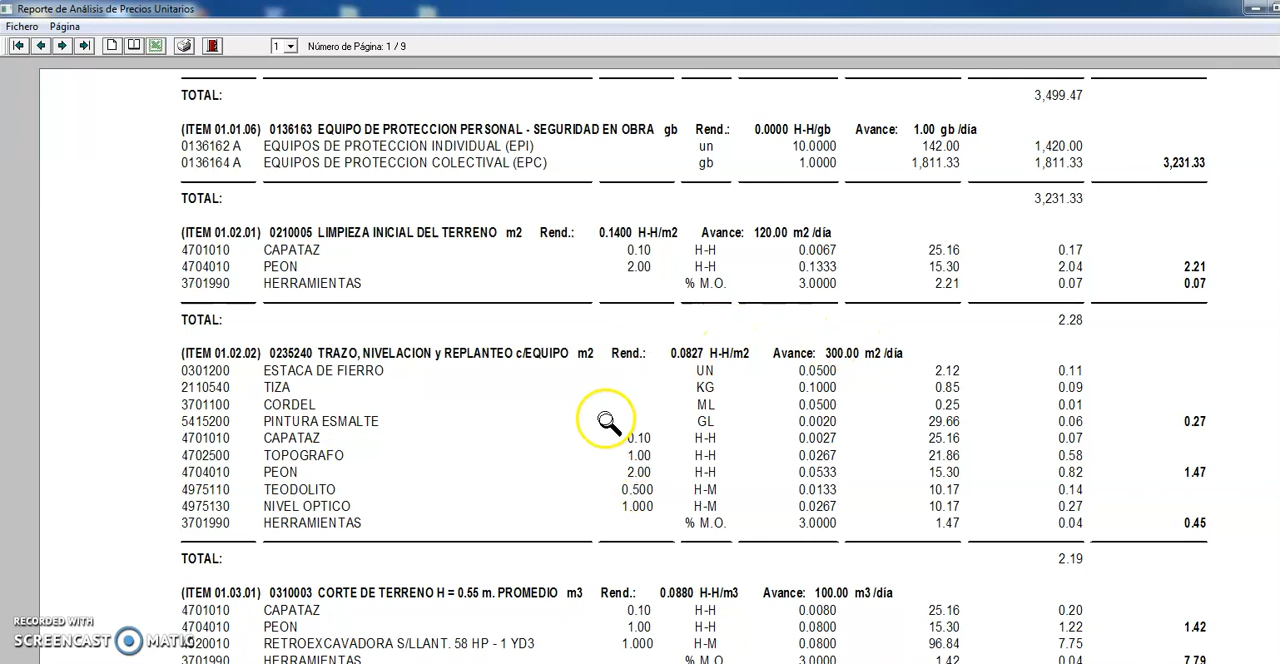 Reporte de Análisis de Precios Unitarios
Fichero Página
1 Número de Página: 1 / 9
TOTAL: 3,499.47
(ITEM 01.01.06) 0136163 EQUIPO DE PROTECCION PERSONAL - SEGURIDAD EN OBRA gb Rend.: 0.0000 H-H/gb Avance: 1.00 gb /día
0136162 A EQUIPOS DE PROTECCION INDIVIDUAL (EPI) un 10.0000 142.00 1,420.00
0136164 A EQUIPOS DE PROTECCION COLECTIVAL (EPC) gb 1.0000 1,811.33 1,811.33 3,231.33
TOTAL: 3,231.33
(ITEM 01.02.01) 0210005 LIMPIEZA INICIAL DEL TERRENO m2 Rend.: 0.1400 H-H/m2 Avance: 120.00 m2 /día
4701010 CAPATAZ 0.10 H-H 0.0067 25.16 0.17
4704010 PEON 2.00 H-H 0.1333 15.30 2.04 2.21
3701990 HERRAMIENTAS % M.O. 3.0000 2.21 0.07 0.07
TOTAL: 2.28
(ITEM 01.02.02) 0235240 TRAZO, NIVELACION y REPLANTEO c/EQUIPO m2 Rend.: 0.0827 H-H/m2 Avance: 300.00 m2 /día
0301200 ESTACA DE FIERRO UN 0.0500 2.12 0.11
2110540 TIZA KG 0.1000 0.85 0.09
3701100 CORDEL ML 0.0500 0.25 0.01
5415200 PINTURA ESMALTE GL 0.0020 29.66 0.06 0.27
4701010 CAPATAZ 0.10 H-H 0.0027 25.16 0.07
4702500 TOPOGRAFO 1.00 H-H 0.0267 21.86 0.58
4704010 PEON 2.00 H-H 0.0533 15.30 0.82 1.47
4975110 TEODOLITO 0.500 H-M 0.0133 10.17 0.14
4975130 NIVEL OPTICO 1.000 H-M 0.0267 10.17 0.27
3701990 HERRAMIENTAS % M.O. 3.0000 1.47 0.04 0.45
TOTAL: 2.19
(ITEM 01.03.01) 0310003 CORTE DE TERRENO H = 0.55 m. PROMEDIO m3 Rend.: 0.0880 H-H/m3 Avance: 100.00 m3 /día
4701010 CAPATAZ 0.10 H-H 0.0080 25.16 0.20
4704010 PEON 1.00 H-H 0.0800 15.30 1.22 1.42
RETROEXCAVADORA S/LLANT. 58 HP - 1 YD3 1.000 H-M 0.0800 96.84 7.75
3701990 HERRAMIENTAS % M.O. 3.0000 1.42 0.04 7.79
RECORDED WITH
SCREENCAST MATIC